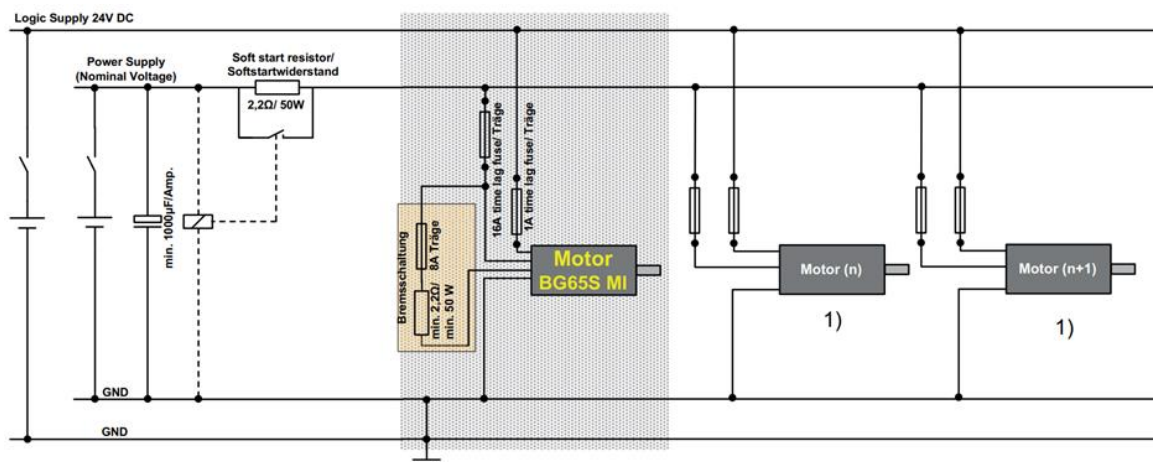 Logic Supply 24V DC
Power Supply
(Nominal Voltage)
Soft start resistor/
Softstartwiderstand
2,2Ω/ 50W
min. 1000µF/Amp.
16A time lag fuse/ Träge
1A time lag fuse/ Träge
Bremsschaltung
8A Träge
min. 2,2Ω/
min. 50 W
Motor
BG65S MI
Motor (n)
1)
Motor (n+1)
1)
GND
GND